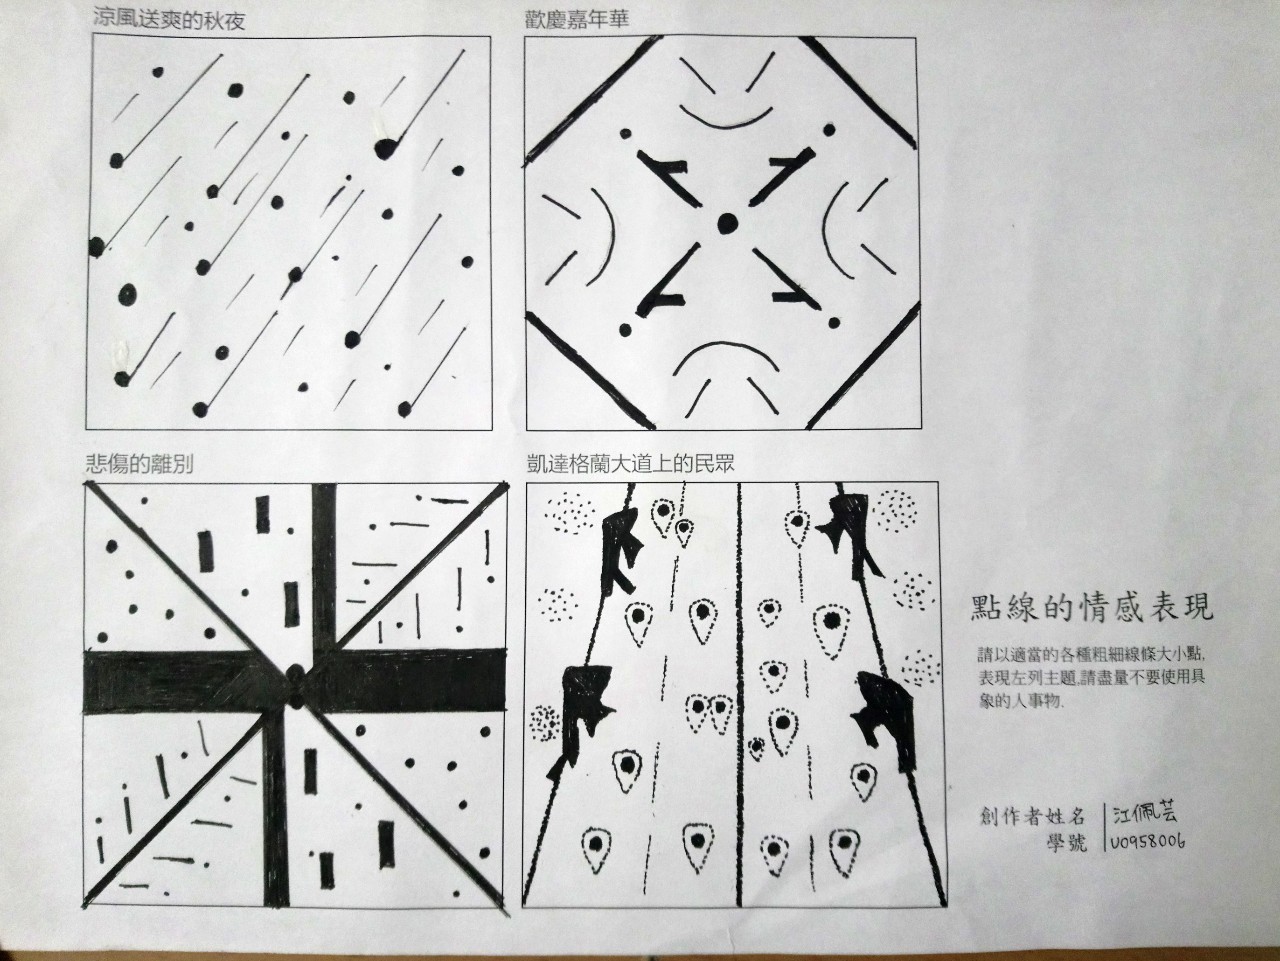 涼風送爽的秋夜
歡慶嘉年華
悲傷的離別
凱達格蘭大道上的民眾
點線的情感表現
請以適當的各種粗細線條大小點,
表現左列主題,請盡量不要使用具
象的人事物.
創作者姓名 江佩芸
學號 U0958006